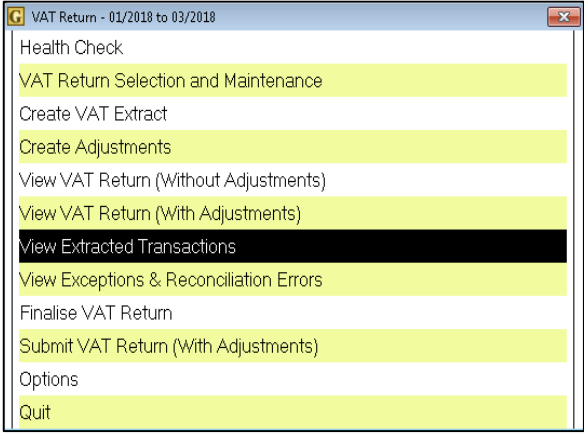 G VAT Return - 01/2018 to 03/2018
Health Check
VAT Return Selection and Maintenance
Create VAT Extract
Create Adjustments
View VAT Return (Without Adjustments)
View VAT Return (With Adjustments)
View Extracted Transactions
View Exceptions & Reconciliation Errors
Finalise VAT Return
Submit VAT Return (With Adjustments)
Options
Quit